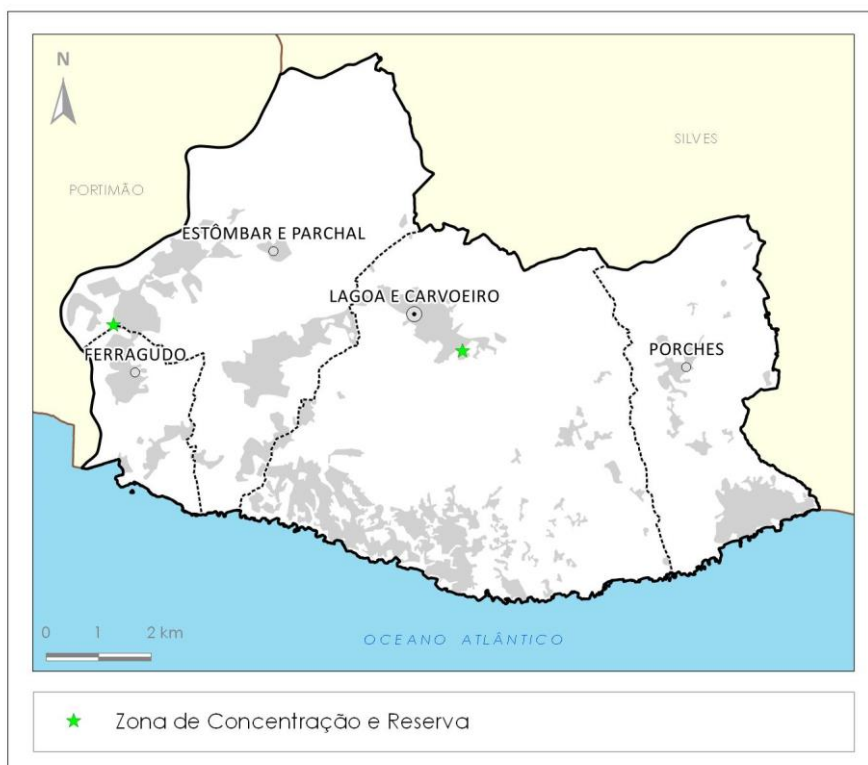 N
SILVES
PORTIMÃO
ESTÔMBAR E PARCHAL
LAGOA E CARVOEIRO
FERRAGUDO
PORCHES
0 1 2 km
OCEANO ATLÂNTICO
Zona de Concentração e Reserva